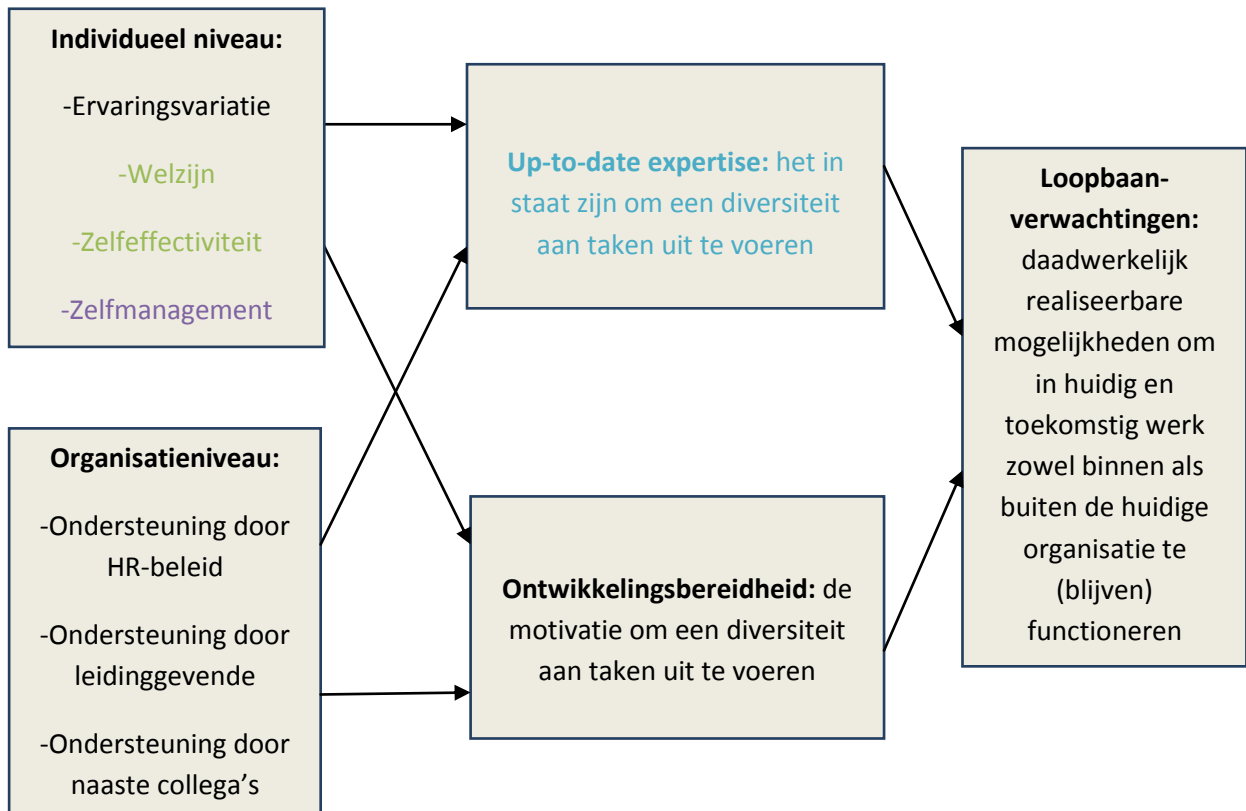 Individueel niveau:
-Ervaringsvariatie
-Welzijn
-Zelfeffectiviteit
-Zelfmanagement
Organisatieniveau:
-Ondersteuning door
HR-beleid
-Ondersteuning door
leidinggevende
-Ondersteuning door
naaste collega’s
Up-to-date expertise: het in
staat zijn om een diversiteit
aan taken uit te voeren
Ontwikkelingsbereidheid: de
motivatie om een diversiteit
aan taken uit te voeren
Loopbaan-
verwachtingen:
daadwerkelijk
realiseerbare
mogelijkheden om
in huidig en
toekomstig werk
zowel binnen als
buiten de huidige
organisatie te
(blijven)
functioneren